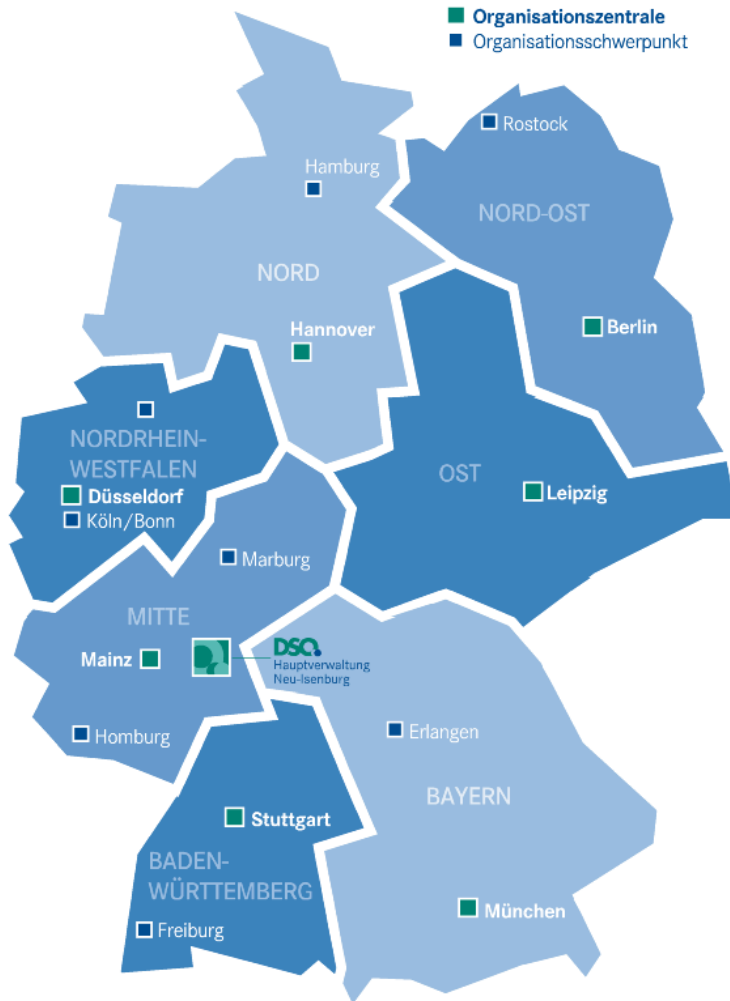 Organisationszentrale
Organisationsschwerpunkt
Rostock
Hamburg
NORD-OST
NORD
Hannover
Berlin
NORDRHEIN-
WESTFALEN
OST
Düsseldorf
Leipzig
Köln/Bonn
Marburg
MITTE
DSO
Mainz
Hauptverwaltung
Neu-Isenburg
Homburg
Erlangen
BAYERN
Stuttgart
BADEN-
WÜRTTEMBERG
München
Freiburg